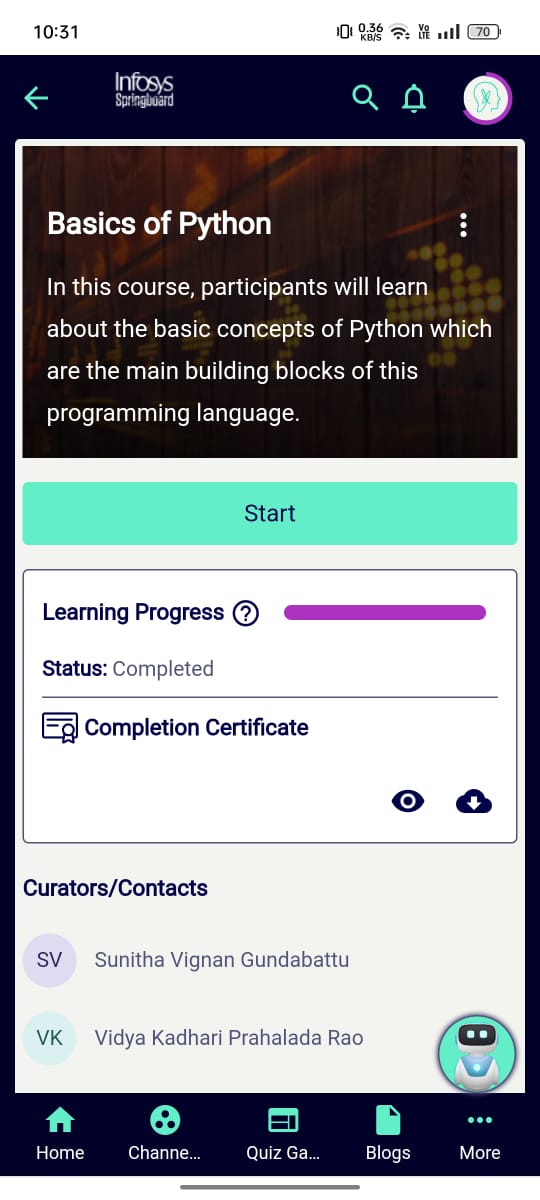 10:31
0.36
KB/S
Vo
LTE
70
Infosys
Springboard
Basics of Python
In this course, participants will learn
about the basic concepts of Python which
are the main building blocks of this
programming language.
Start
Learning Progress ?
Status: Completed
Completion Certificate
Curators/Contacts
SV
Sunitha Vignan Gundabattu
VK
Vidya Kadhari Prahalada Rao
Home
Channe...
Quiz Ga...
Blogs
More